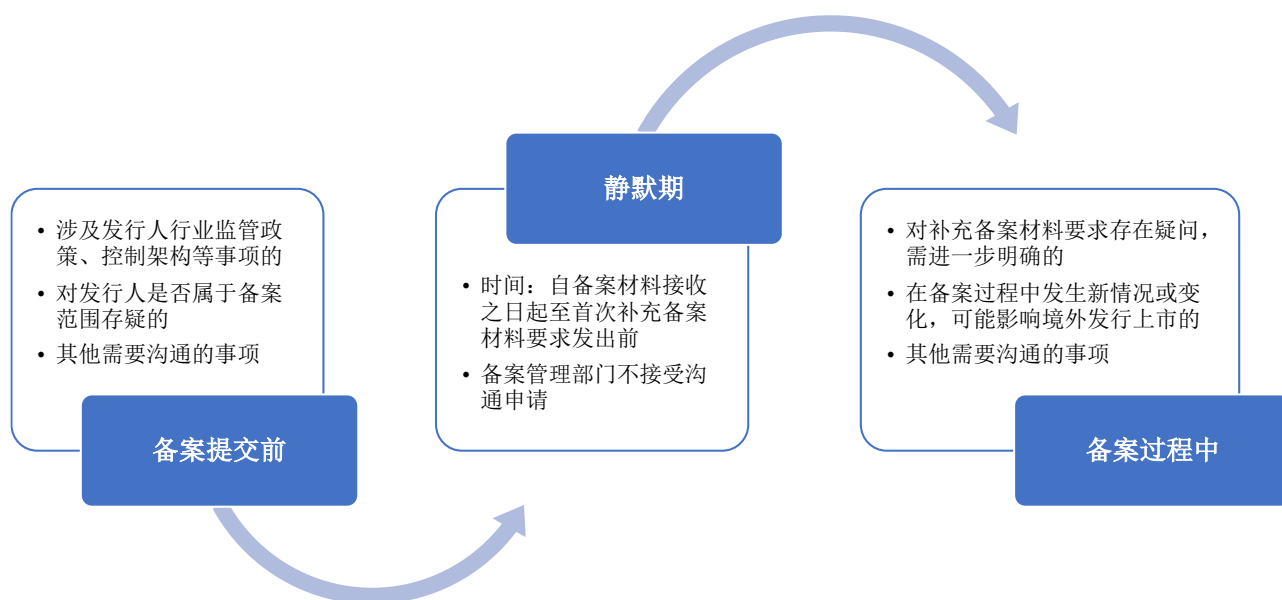 • 涉及发行人行业监管政
策、控制架构等事项的
• 对发行人是否属于备案
范围存疑的
• 其他需要沟通的事项
备案提交前
静默期
• 时间：自备案材料接收
之日起至首次补充备案
材料要求发出前
• 备案管理部门不接受沟
通申请
• 对补充备案材料要求存在疑问，
需进一步明确的
• 在备案过程中发生新情况或变
化，可能影响境外发行上市的
• 其他需要沟通的事项
备案过程中